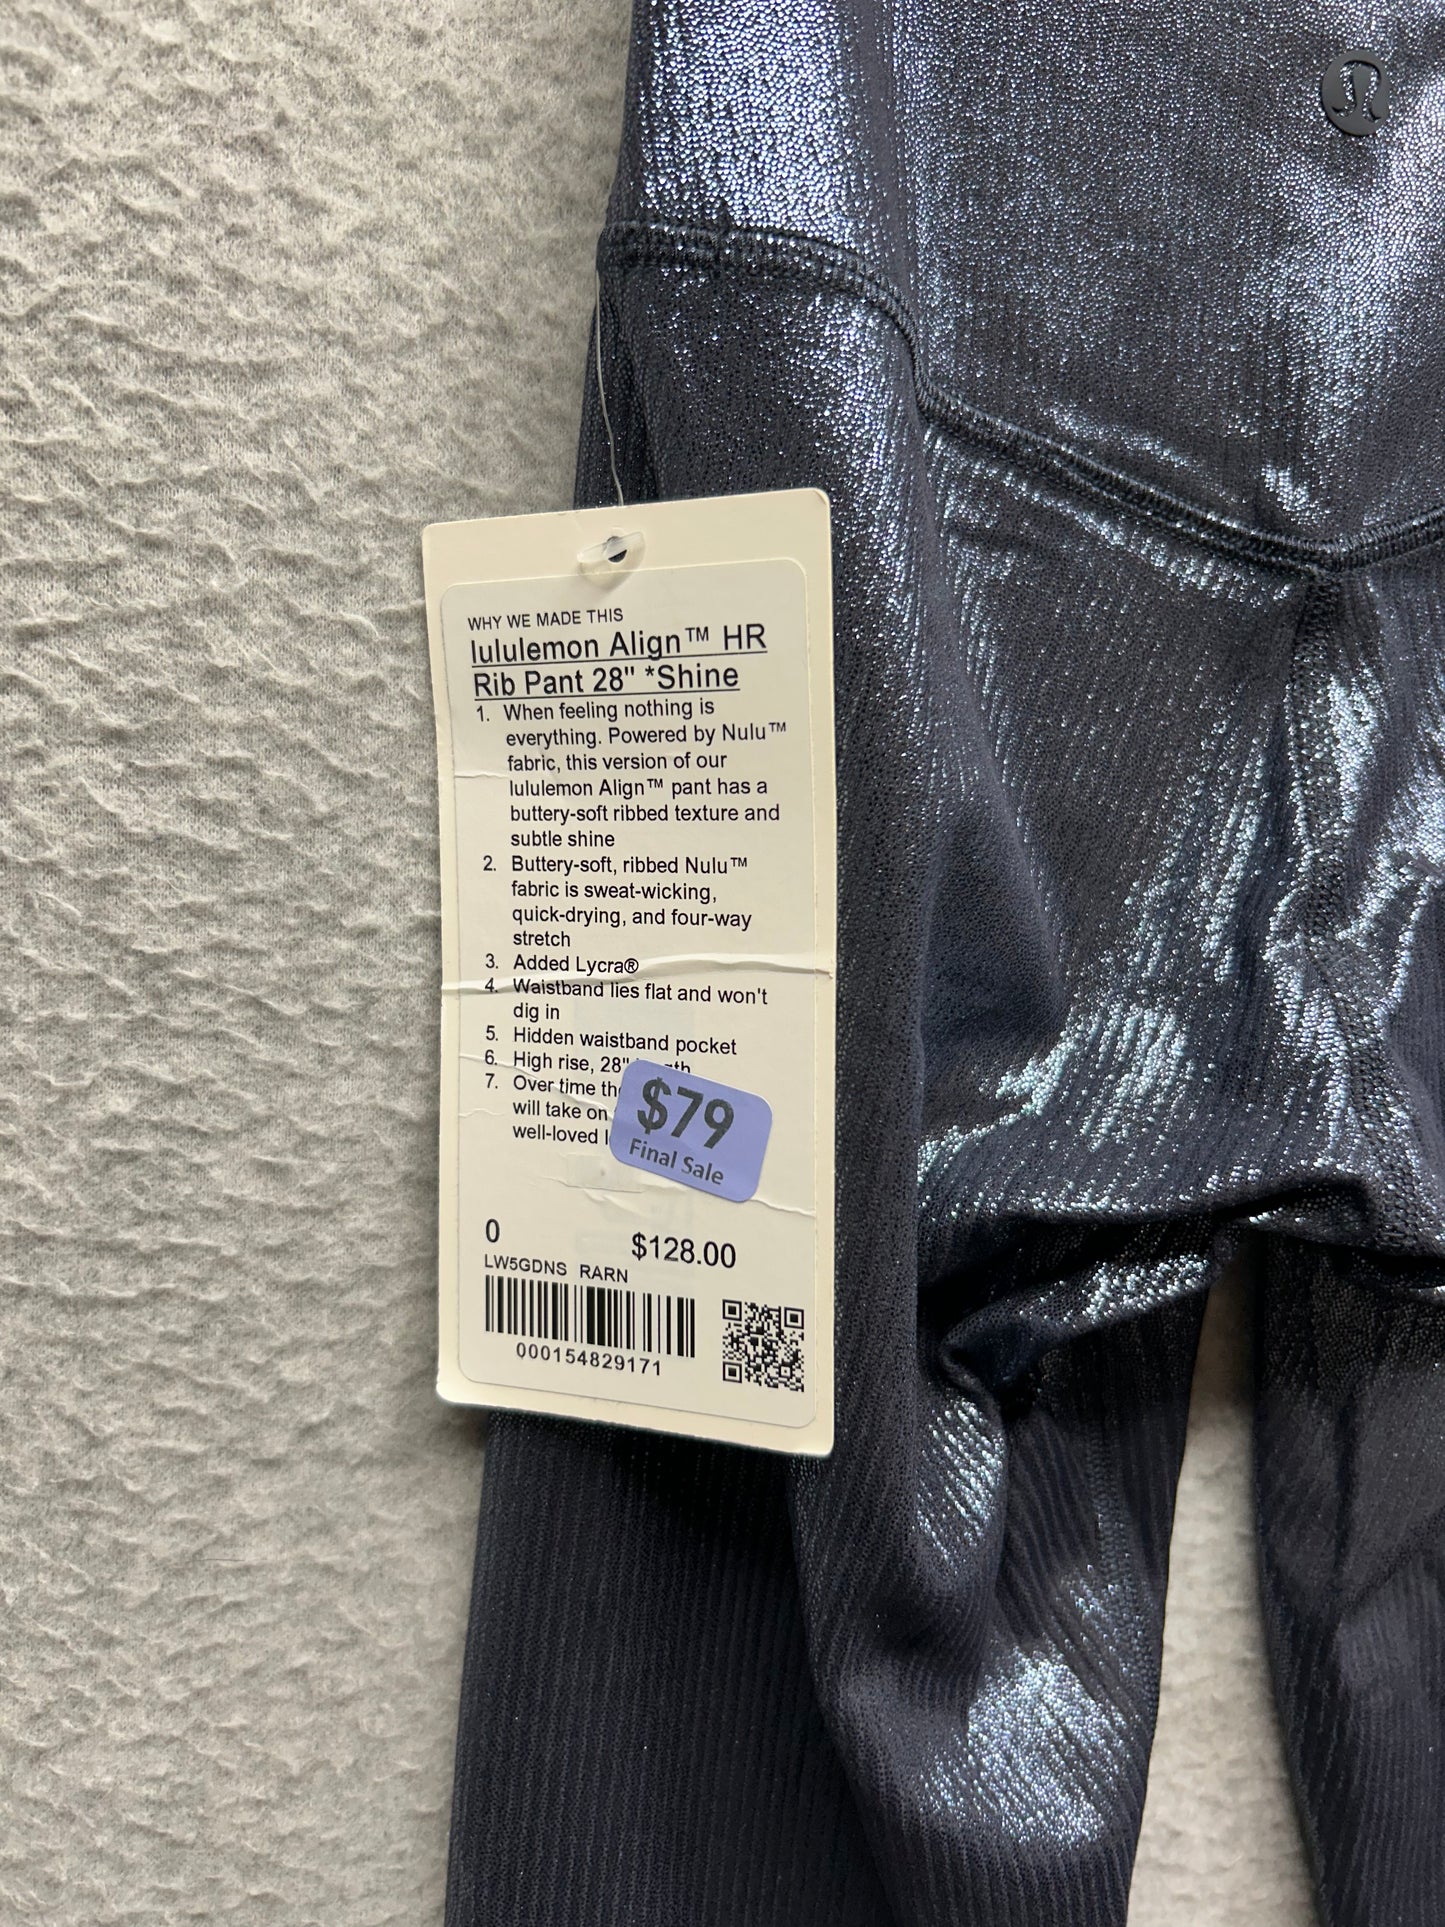 WHY WE MADE THIS
lululemon Align™ HR
Rib Pant 28" *Shine
1. When feeling nothing is
everything. Powered by Nulu™
fabric, this version of our
lululemon Align™ pant has a
buttery-soft ribbed texture and
subtle shine
2. Buttery-soft, ribbed Nulu™
fabric is sweat-wicking,
quick-drying, and four-way
stretch
3. Added Lycra®
4. Waistband lies flat and won't
dig in
5. Hidden waistband pocket
6. High rise, 28"
7. Over time
will take on
well-loved
$79
Final Sale
0 $128.00
LW5GDNS RARN
000154829171